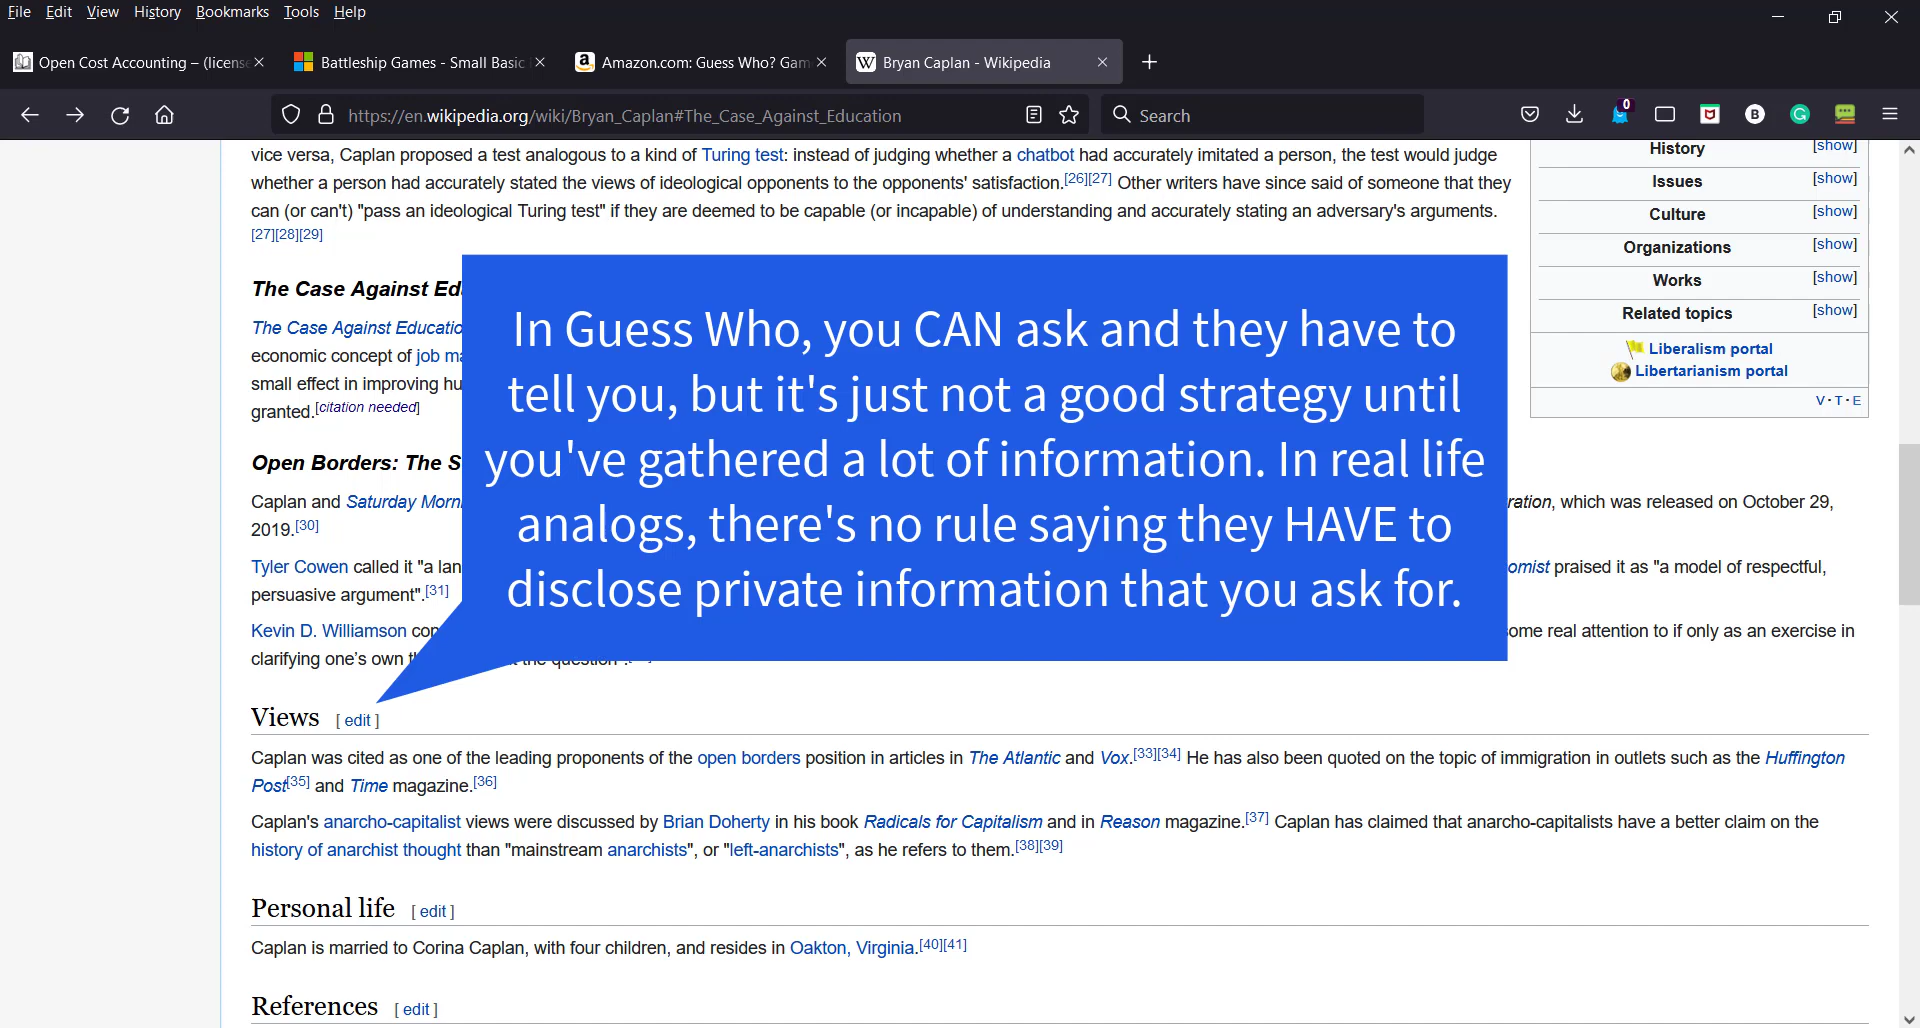 File Edit View History Bookmarks Tools Help
Open Cost Accounting – (license
Battleship Games - Small Basic
Amazon.com: Guess Who? Gam
Bryan Caplan - Wikipedia
https://en.wikipedia.org/wiki/Bryan_Caplan#The_Case_Against_Education
Search
0
vice versa, Caplan proposed a test analogous to a kind of Turing test: instead of judging whether a chatbot had accurately imitated a person, the test would judge
whether a person had accurately stated the views of ideological opponents to the opponents' satisfaction.[26][27] Other writers have since said of someone that they
can (or can't) "pass an ideological Turing test" if they are deemed to be capable (or incapable) of understanding and accurately stating an adversary's arguments.
[27][28][29]
History [show]
Issues [show]
Culture [show]
Organizations [show]
Works [show]
Related topics [show]
Liberalism portal
Libertarianism portal
V · T · E
The Case Against Ed
The Case Against Educatio
economic concept of job ma
small effect in improving hu
granted.[citation needed]
In Guess Who, you CAN ask and they have to
tell you, but it's just not a good strategy until
you've gathered a lot of information. In real life
analogs, there's no rule saying they HAVE to
disclose private information that you ask for.
Open Borders: The S
Caplan and Saturday Morn ration, which was released on October 29,
2019.[30]
Tyler Cowen called it "a lan omist praised it as "a model of respectful,
persuasive argument".[31]
Kevin D. Williamson con ome real attention to if only as an exercise in
clarifying one's own t the question".
Views [ edit ]
Caplan was cited as one of the leading proponents of the open borders position in articles in The Atlantic and Vox.[33][34] He has also been quoted on the topic of immigration in outlets such as the Huffington
Post[35] and Time magazine.[36]
Caplan's anarcho-capitalist views were discussed by Brian Doherty in his book Radicals for Capitalism and in Reason magazine.[37] Caplan has claimed that anarcho-capitalists have a better claim on the
history of anarchist thought than "mainstream anarchists", or "left-anarchists", as he refers to them.[38][39]
Personal life [ edit ]
Caplan is married to Corina Caplan, with four children, and resides in Oakton, Virginia.[40][41]
References [ edit ]